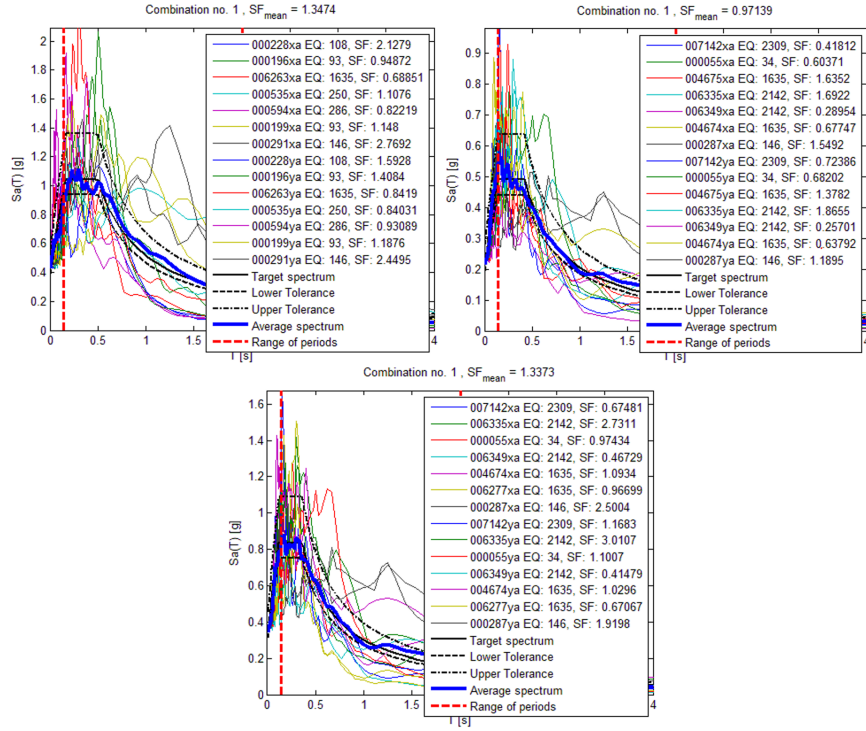 Combination no. 1 , SFmean = 1.3474
Sa(T) [g]
2
1.8
1.6
1.4
1.2
1
0.8
0.6
0.4
0.2
0
000228xa EQ: 108, SF: 2.1279
000196xa EQ: 93, SF: 0.94872
006263xa EQ: 1635, SF: 0.68851
000535xa EQ: 250, SF: 1.1076
000594xa EQ: 286, SF: 0.82219
000199xa EQ: 93, SF: 1.148
000291xa EQ: 146, SF: 2.7692
000228ya EQ: 108, SF: 1.5928
000196ya EQ: 93, SF: 1.4084
006263ya EQ: 1635, SF: 0.8419
000535ya EQ: 250, SF: 0.84031
000594ya EQ: 286, SF: 0.93089
000199ya EQ: 93, SF: 1.1876
000291ya EQ: 146, SF: 2.4495
Target spectrum
Lower Tolerance
Upper Tolerance
Average spectrum
Range of periods
0 0.5 1 1.5 4
T [s]
Combination no. 1 , SFmean = 0.97139
Sa(T) [g]
0.9
0.8
0.7
0.6
0.5
0.4
0.3
0.2
0.1
0
007142xa EQ: 2309, SF: 0.41812
000055xa EQ: 34, SF: 0.60371
004675xa EQ: 1635, SF: 1.6352
006335xa EQ: 2142, SF: 1.6922
006349xa EQ: 2142, SF: 0.28954
004674xa EQ: 1635, SF: 0.67747
000287xa EQ: 146, SF: 1.5492
007142ya EQ: 2309, SF: 0.72386
000055ya EQ: 34, SF: 0.68202
004675ya EQ: 1635, SF: 1.3782
006335ya EQ: 2142, SF: 1.8655
006349ya EQ: 2142, SF: 0.25701
004674ya EQ: 1635, SF: 0.63792
000287ya EQ: 146, SF: 1.1895
Target spectrum
Lower Tolerance
Upper Tolerance
Average spectrum
Range of periods
0 0.5 1 1.5 4
T [s]
Combination no. 1 , SFmean = 1.3373
Sa(T) [g]
1.6
1.4
1.2
1
0.8
0.6
0.4
0.2
0
007142xa EQ: 2309, SF: 0.67481
006335xa EQ: 2142, SF: 2.7311
000055xa EQ: 34, SF: 0.97434
006349xa EQ: 2142, SF: 0.46729
004674xa EQ: 1635, SF: 1.0934
006277xa EQ: 1635, SF: 0.96699
000287xa EQ: 146, SF: 2.5004
007142ya EQ: 2309, SF: 1.1683
006335ya EQ: 2142, SF: 3.0107
000055ya EQ: 34, SF: 1.1007
006349ya EQ: 2142, SF: 0.41479
004674ya EQ: 1635, SF: 1.0296
006277ya EQ: 1635, SF: 0.67067
000287ya EQ: 146, SF: 1.9198
Target spectrum
Lower Tolerance
Upper Tolerance
Average spectrum
Range of periods
0 0.5 1 1.5 4
T [s]